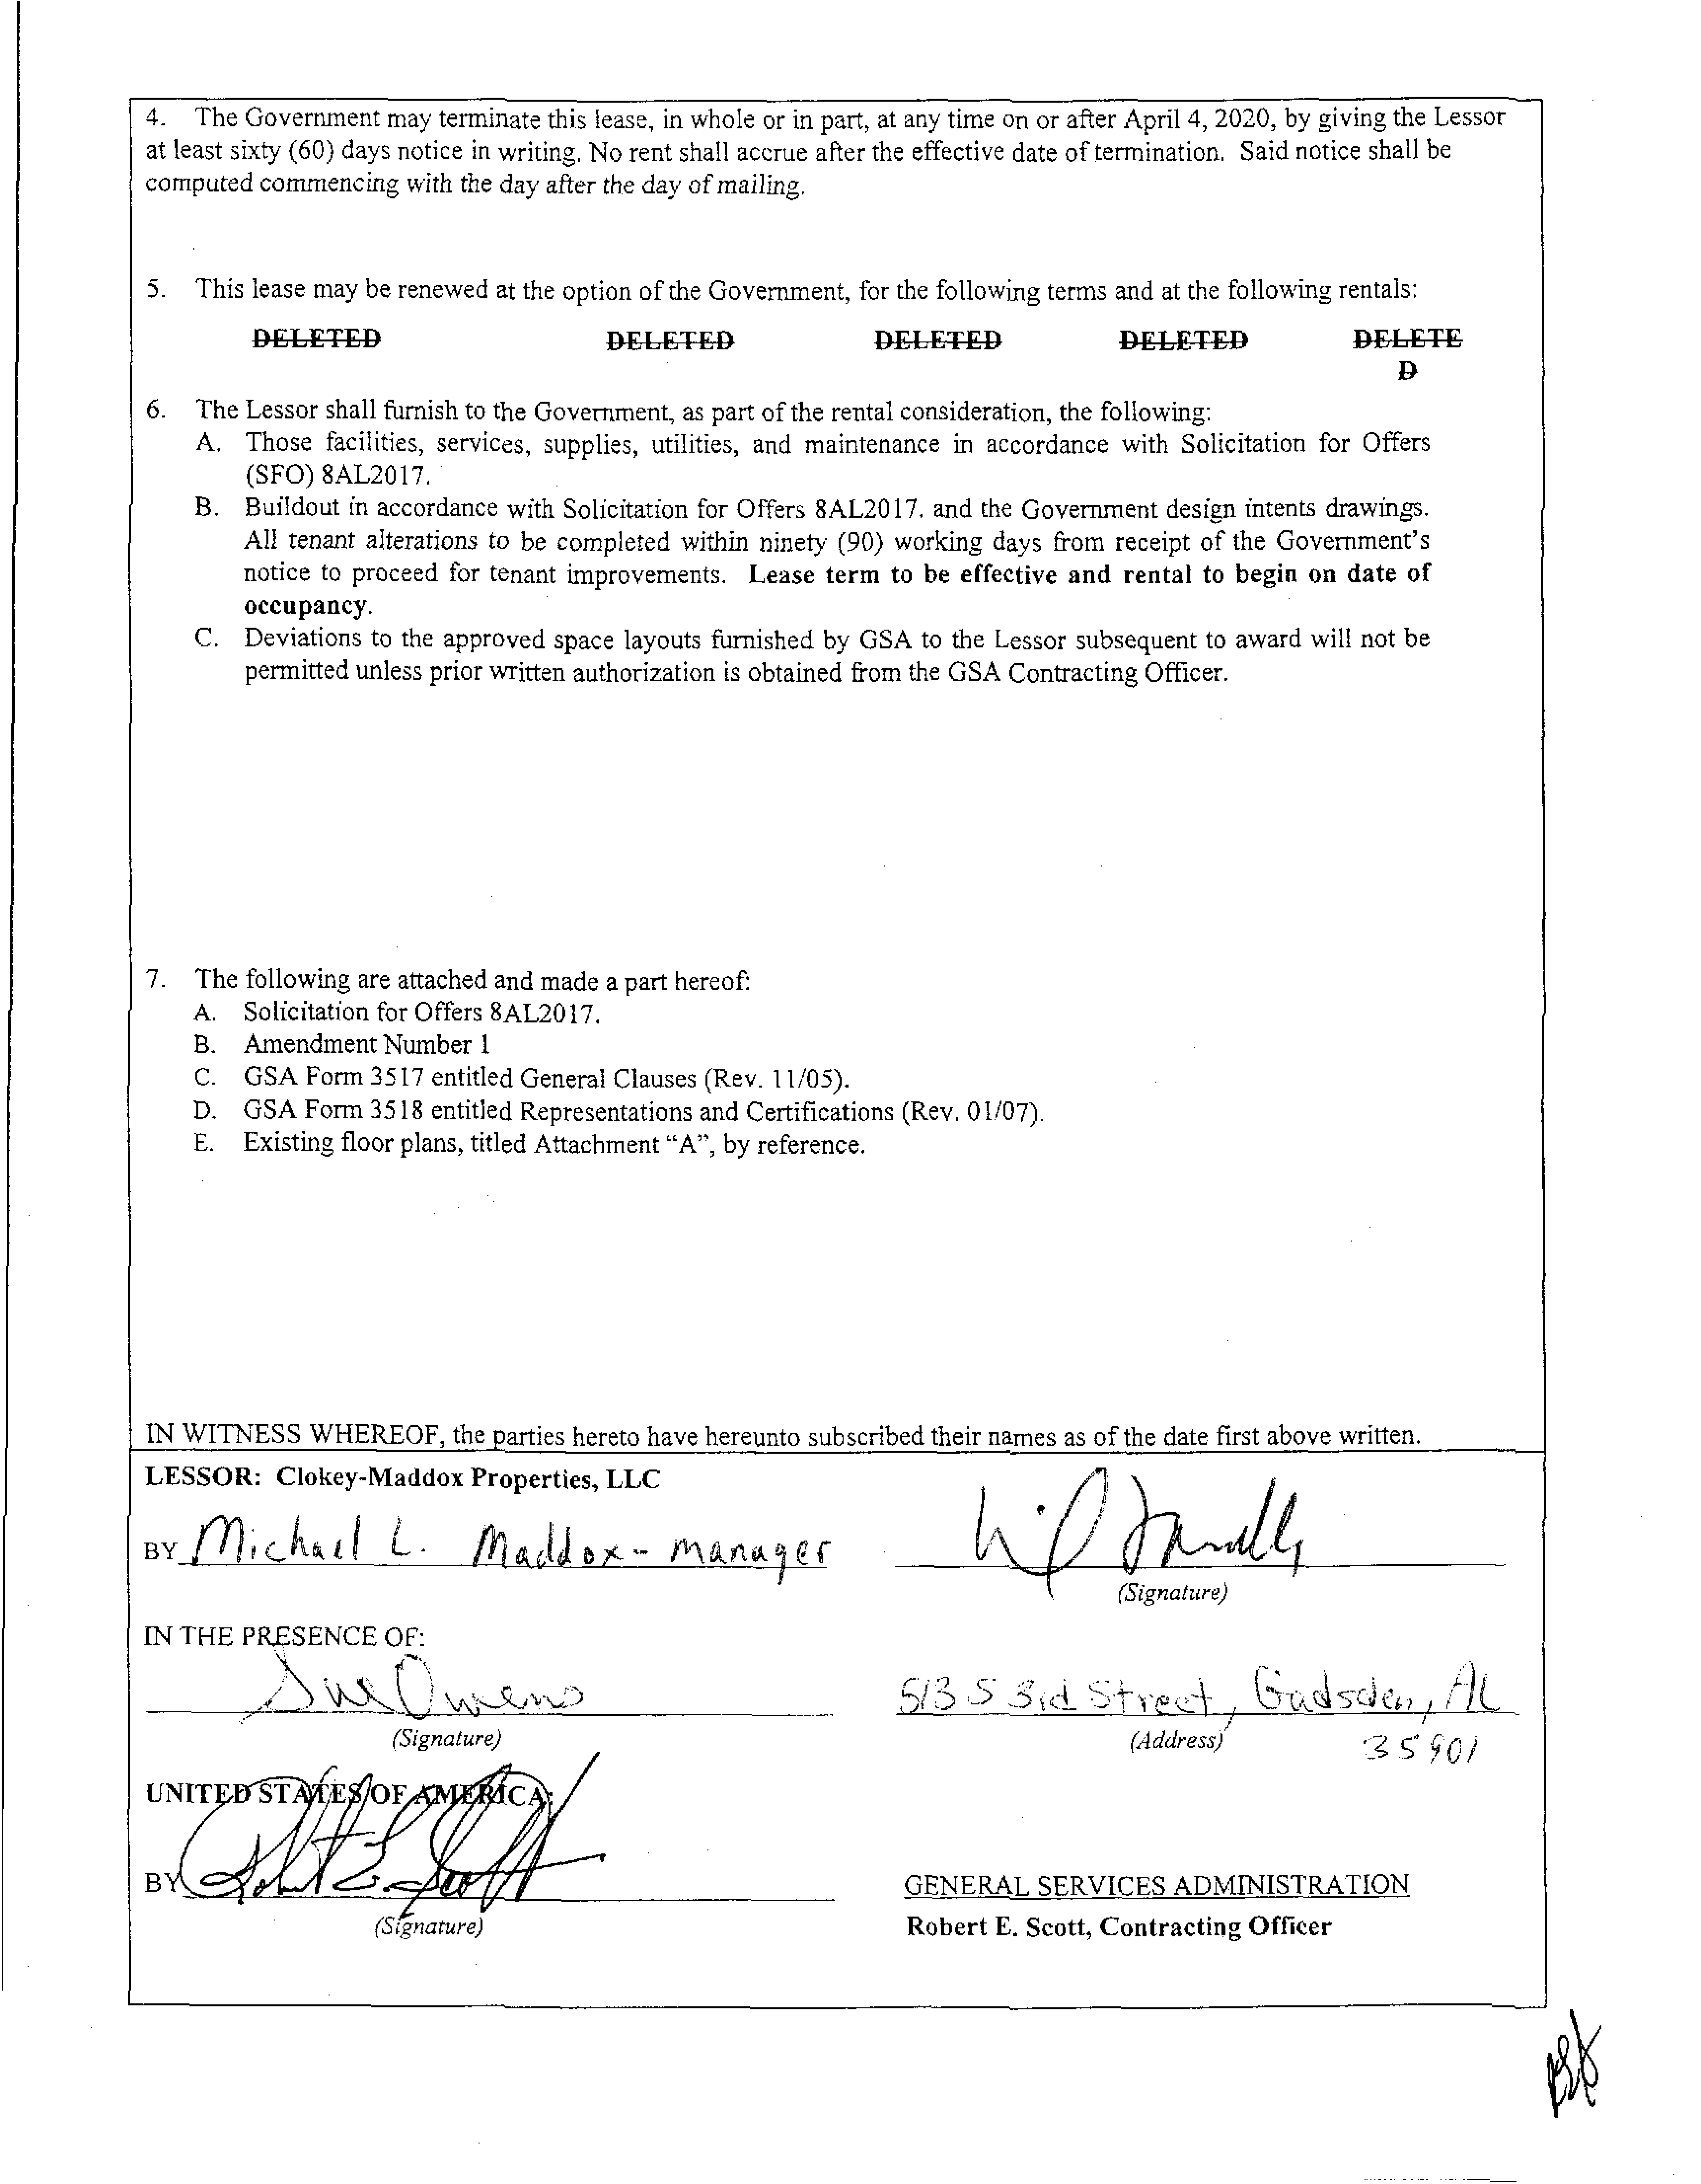 4. The Government may terminate this lease, in whole or in part, at any time on or after April 4, 2020, by giving the Lessor
at least sixty (60) days notice in writing. No rent shall accrue after the effective date of termination. Said notice shall be
computed commencing with the day after the day of mailing.
5. This lease may be renewed at the option of the Government, for the following terms and at the following rentals:
DELETED DELETED DELETED DELETED DELETE
D
6. The Lessor shall furnish to the Government, as part of the rental consideration, the following:
A. Those facilities, services, supplies, utilities, and maintenance in accordance with Solicitation for Offers
(SFO) 8AL2017.
B. Buildout in accordance with Solicitation for Offers 8AL2017. and the Government design intents drawings.
All tenant alterations to be completed within ninety (90) working days from receipt of the Government's
notice to proceed for tenant improvements. Lease term to be effective and rental to begin on date of
occupancy.
C. Deviations to the approved space layouts furnished by GSA to the Lessor subsequent to award will not be
permitted unless prior written authorization is obtained from the GSA Contracting Officer.
7. The following are attached and made a part hereof:
A. Solicitation for Offers 8AL2017.
B. Amendment Number 1
C. GSA Form 3517 entitled General Clauses (Rev. 11/05).
D. GSA Form 3518 entitled Representations and Certifications (Rev. 01/07).
E. Existing floor plans, titled Attachment "A", by reference.
IN WITNESS WHEREOF, the parties hereto have hereunto subscribed their names as of the date first above written.
LESSOR: Clokey-Maddox Properties, LLC
BY Michael L. Maddox - manager
(Signature)
IN THE PRESENCE OF:
Sue Owens 513 S 3rd Street, Gadsden, AL
(Signature) (Address) 35901
UNITED STATES OF AMERICA:
BY Robert E. Scott GENERAL SERVICES ADMINISTRATION
(Signature) Robert E. Scott, Contracting Officer